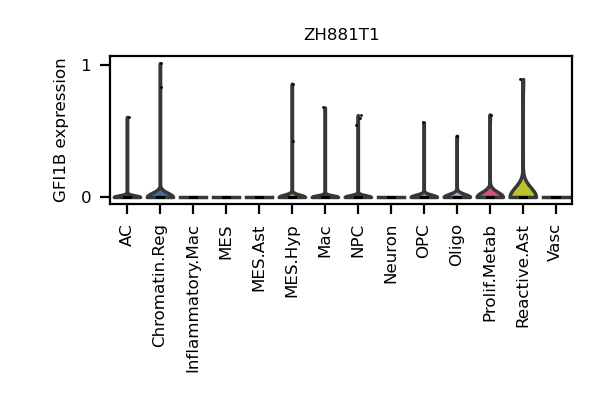 ZH881T1
GFI1B expression
1
0
AC
Chromatin.Reg
Inflammatory.Mac
MES
MES.Ast
MES.Hyp
Mac
NPC
Neuron
OPC
Oligo
Prolif.Metab
Reactive.Ast
Vasc